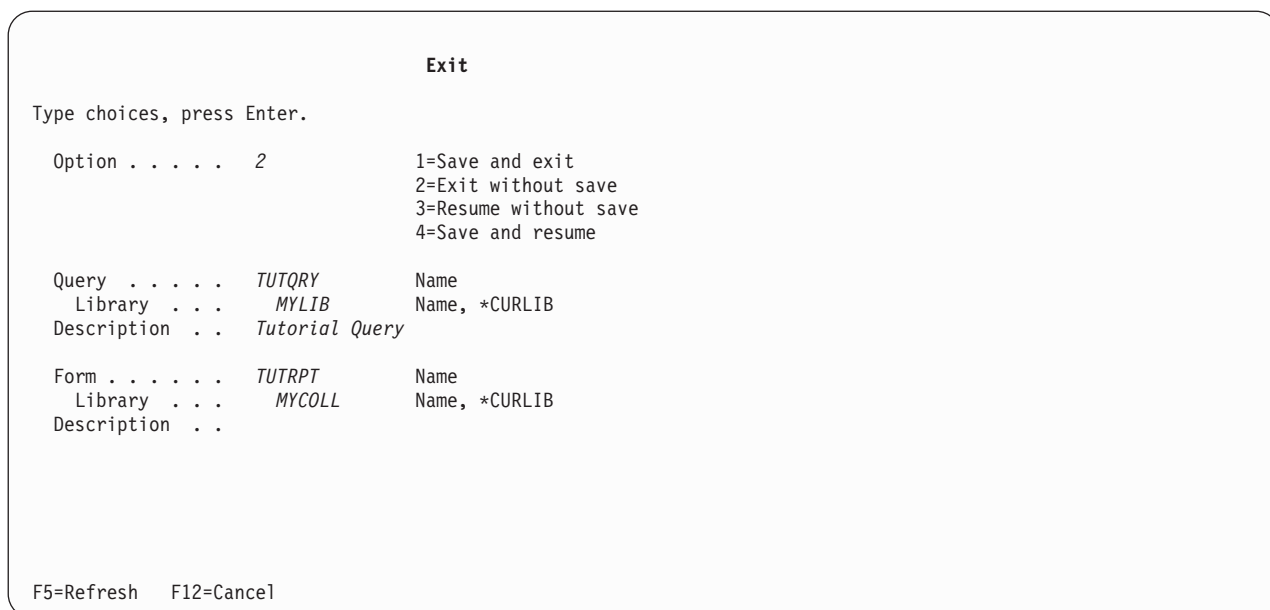 Exit
Type choices, press Enter.
Option . . . . . 2 1=Save and exit
2=Exit without save
3=Resume without save
4=Save and resume
Query . . . . . TUTQRY Name
Library . . . MYLIB Name, *CURLIB
Description . . Tutorial Query
Form . . . . . . TUTRPT Name
Library . . . MYCOLL Name, *CURLIB
Description . .
F5=Refresh F12=Cancel